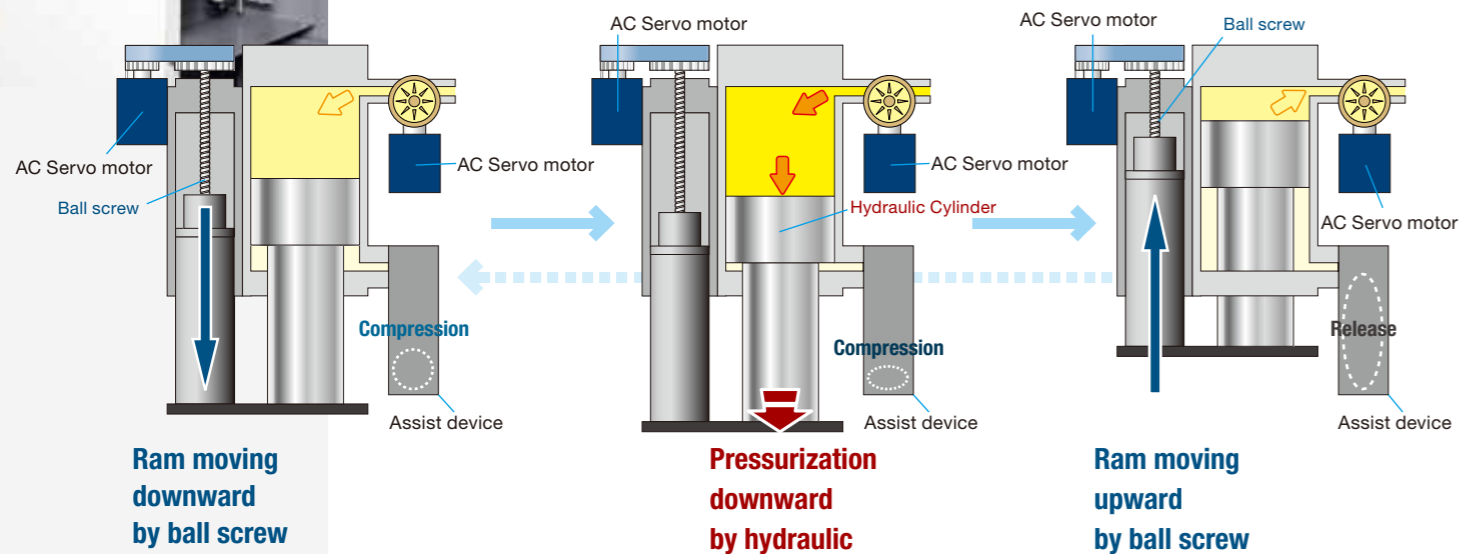 AC Servo motor
Ball screw
AC Servo motor
Compression
Assist device
Ram moving
downward
by ball screw
AC Servo motor
AC Servo motor
Hydraulic Cylinder
Compression
Assist device
Pressurization
downward
by hydraulic
AC Servo motor
Ball screw
AC Servo motor
Release
Assist device
Ram moving
upward
by ball screw